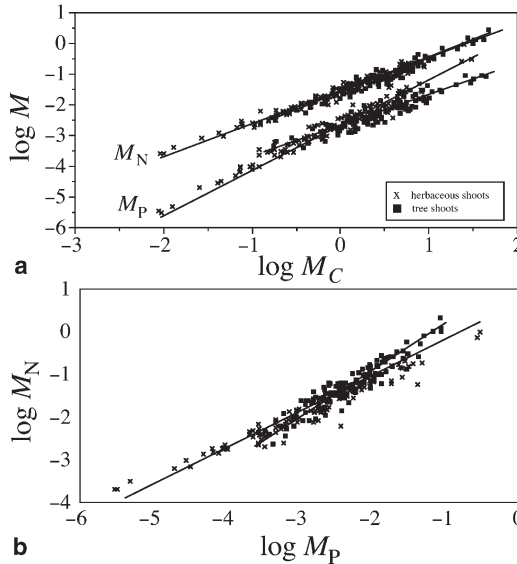 1
0
−1
−2
−3
−4
−5
−6
log M
M_N
M_P
x herbaceous shoots
■ tree shoots
−3 −2 −1 0 1 2
a
log M_C
1
0
−1
−2
−3
−4
log M_N
−6 −5 −4 −3 −2 −1 0
b
log M_P